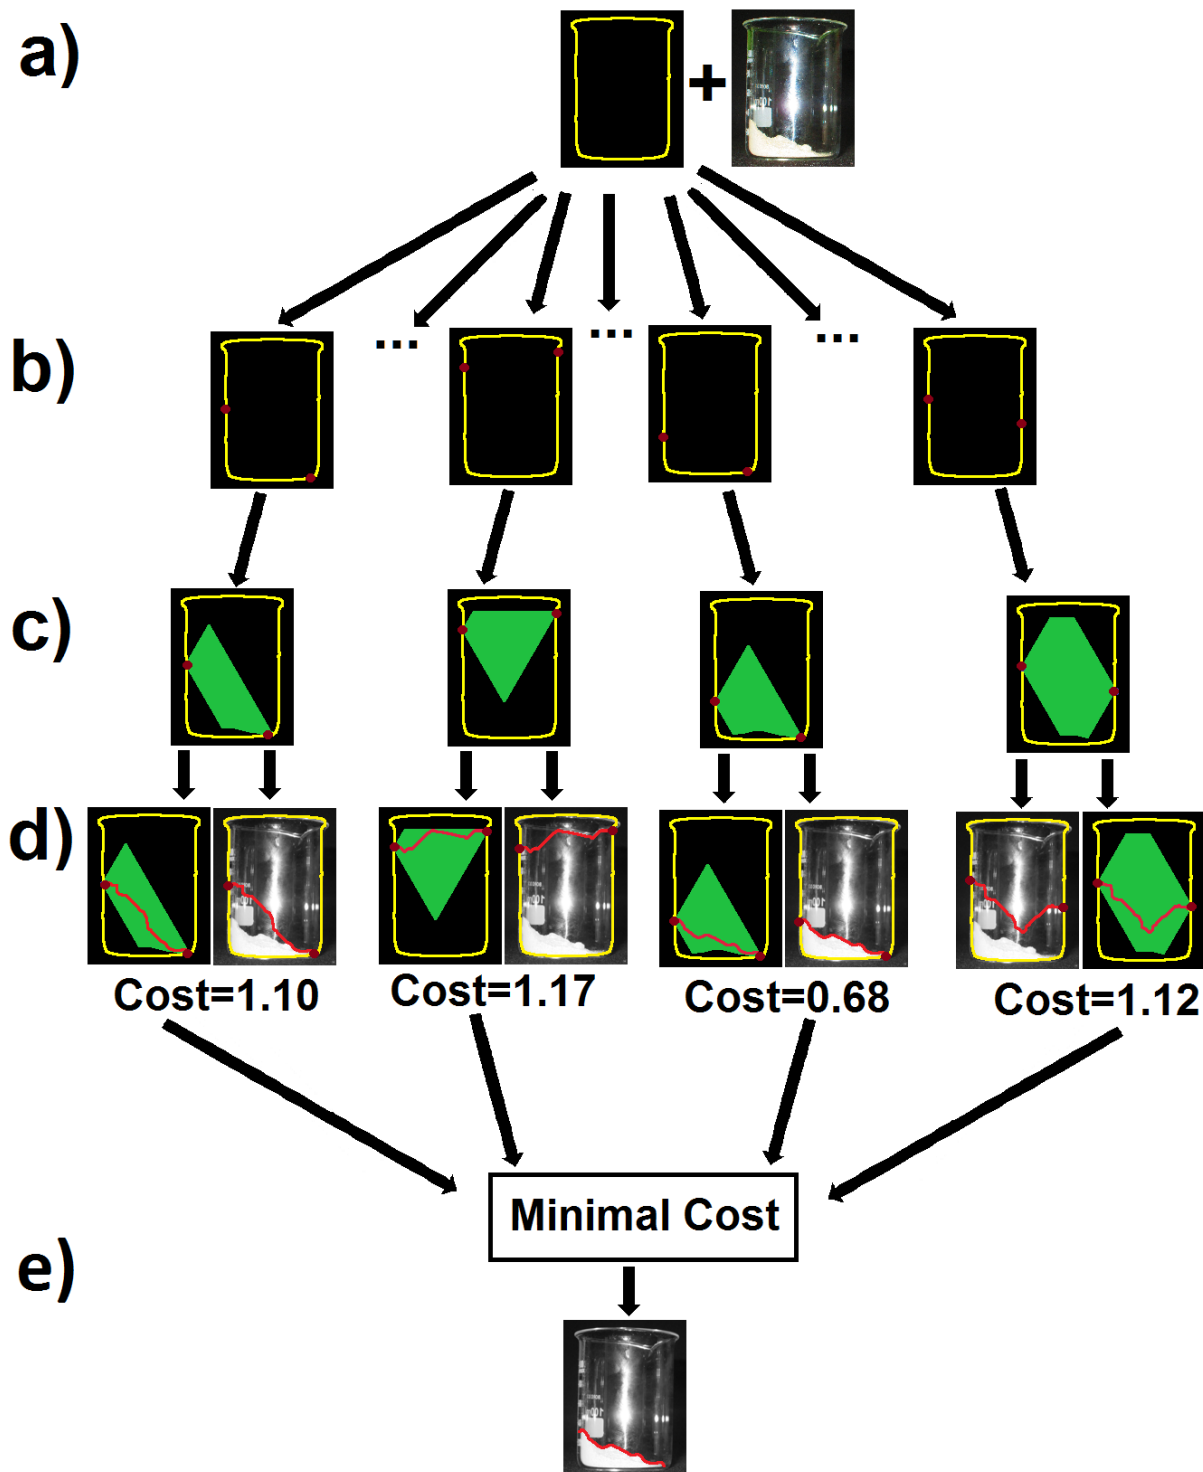 a)
+
... ... ...
b)
c)
d)
Cost=1.10 Cost=1.17 Cost=0.68 Cost=1.12
Minimal Cost
e)